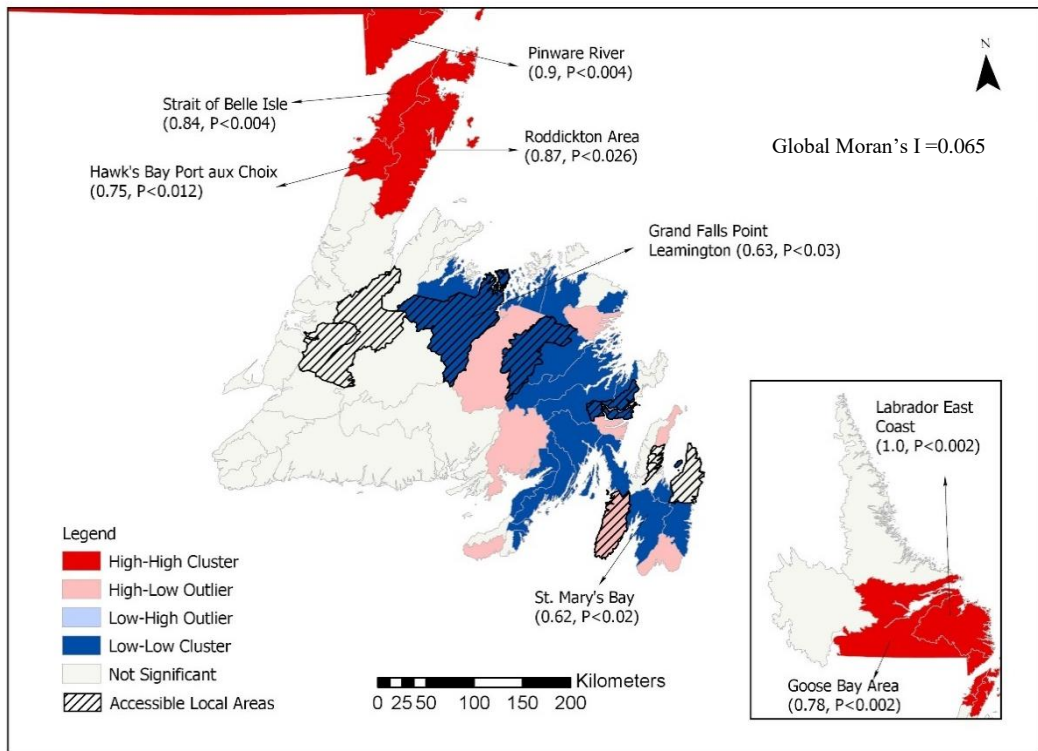 Pinware River
(0.9, P<0.004)
N
Strait of Belle Isle
(0.84, P<0.004)
Roddickton Area
(0.87, P<0.026)
Global Moran's I =0.065
Hawk's Bay Port aux Choix
(0.75, P<0.012)
Grand Falls Point
Leamington (0.63, P<0.03)
Labrador East
Coast
(1.0, P<0.002)
Legend
High-High Cluster
High-Low Outlier
Low-High Outlier
Low-Low Cluster
Not Significant
Accessible Local Areas
St. Mary's Bay
(0.62, P<0.02)
Kilometers
0 25 50 100 150 200
Goose Bay Area
(0.78, P<0.002)